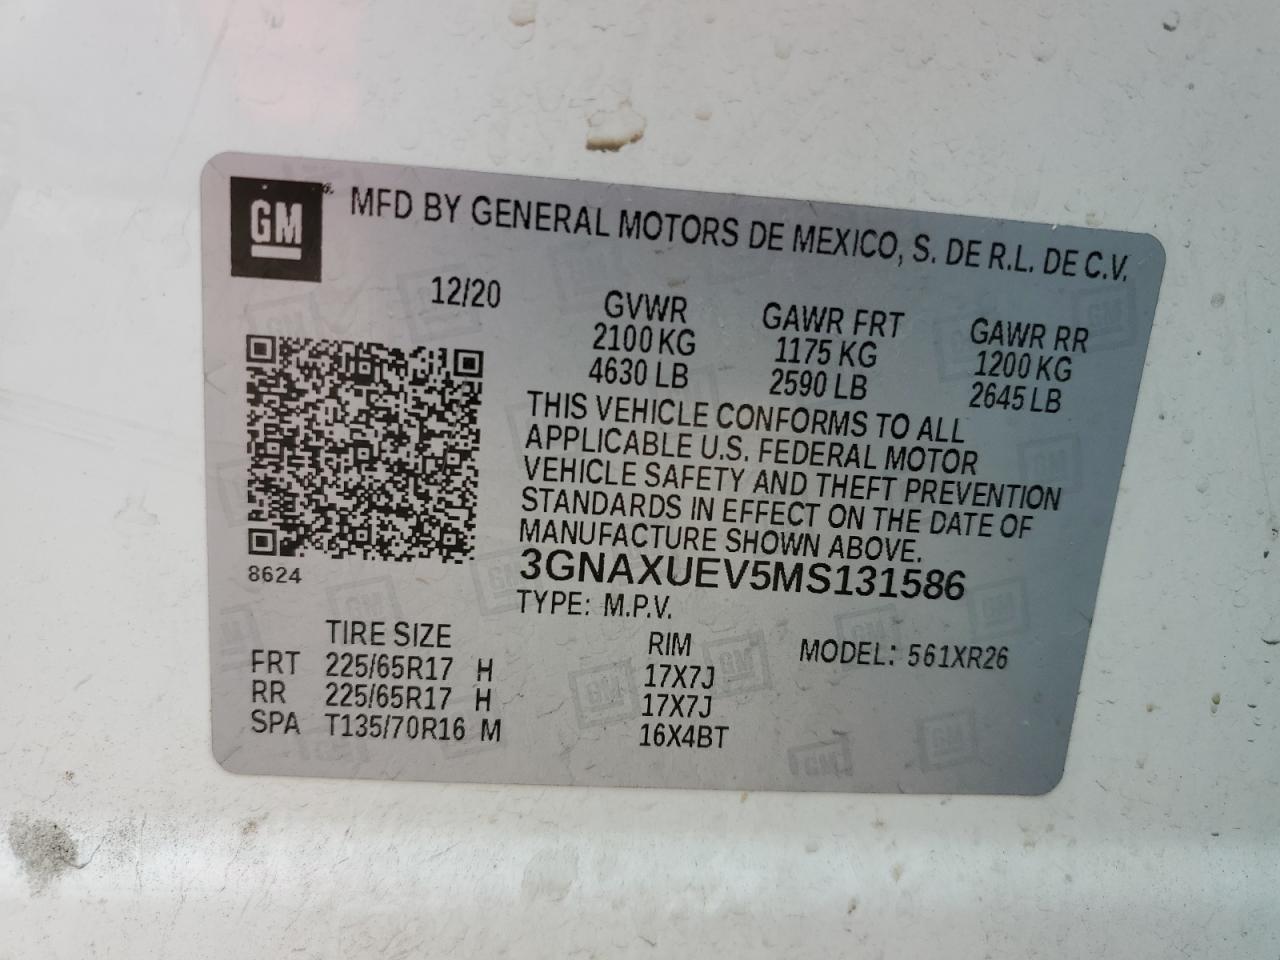 GM
MFD BY GENERAL MOTORS DE MEXICO, S. DE R.L. DE C.V.
12/20
GVWR GAWR FRT GAWR RR
2100 KG 1175 KG 1200 KG
4630 LB 2590 LB 2645 LB
THIS VEHICLE CONFORMS TO ALL
APPLICABLE U.S. FEDERAL MOTOR
VEHICLE SAFETY AND THEFT PREVENTION
STANDARDS IN EFFECT ON THE DATE OF
MANUFACTURE SHOWN ABOVE.
8624
3GNAXUEV5MS131586
TYPE: M.P.V.
TIRE SIZE RIM MODEL: 561XR26
FRT 225/65R17 H 17X7J
RR 225/65R17 H 17X7J
SPA T135/70R16 M 16X4BT